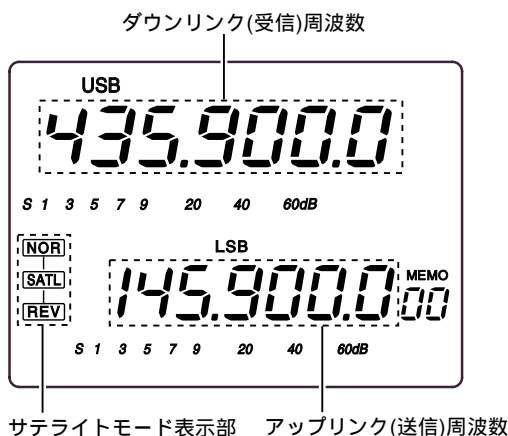 ダウンリンク(受信)周波数
USB
435.900.0
S 1 3 5 7 9 20 40 60dB
NOR
LSB
SATL
145.900.0
MEMO
00
REV
S 1 3 5 7 9 20 40 60dB
サテライトモード表示部 アップリンク(送信)周波数